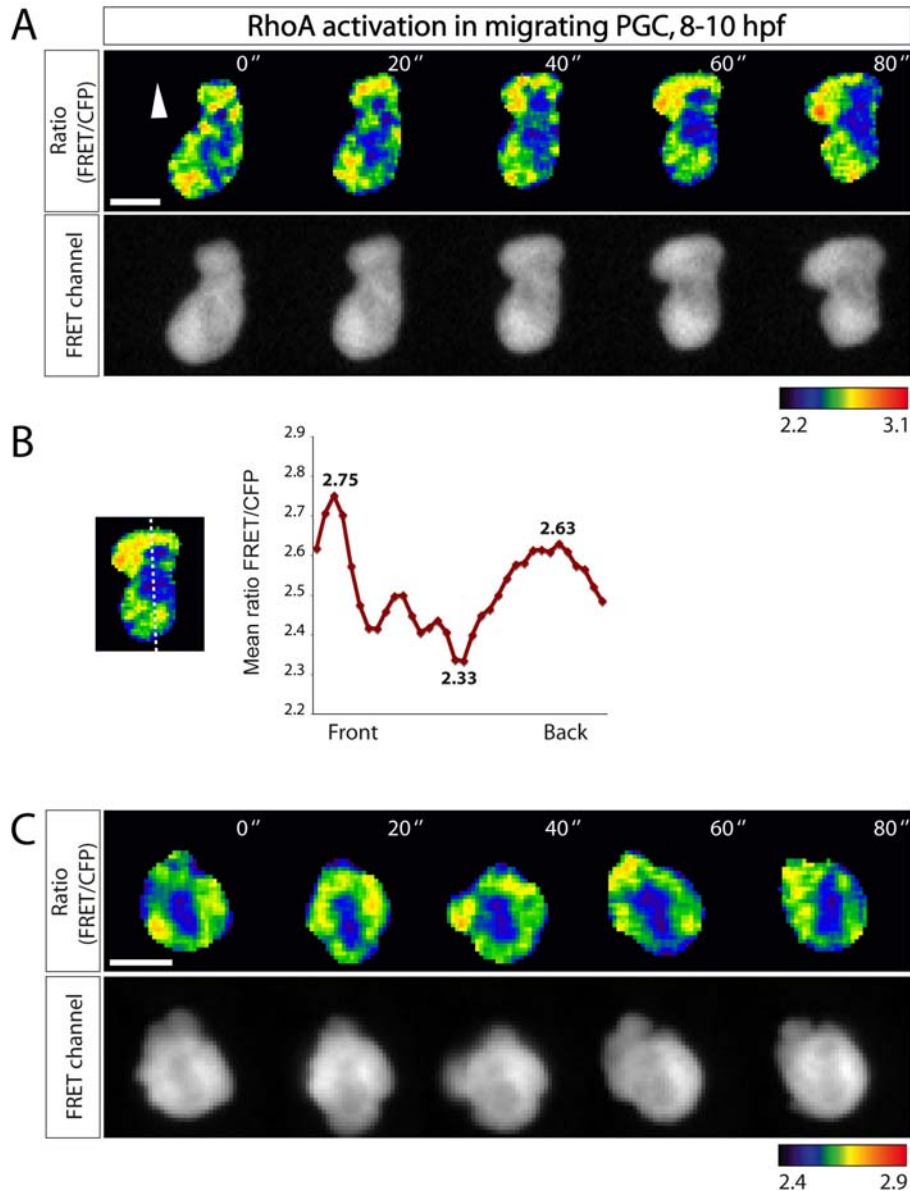 A
RhoA activation in migrating PGC, 8-10 hpf
Ratio
(FRET/CFP)
0″ 20″ 40″ 60″ 80″
FRET channel
2.2 3.1
B
Mean ratio FRET/CFP
2.9
2.8
2.7
2.6
2.5
2.4
2.3
2.2
2.75
2.63
2.33
Front Back
C
Ratio
(FRET/CFP)
0″ 20″ 40″ 60″ 80″
FRET channel
2.4 2.9